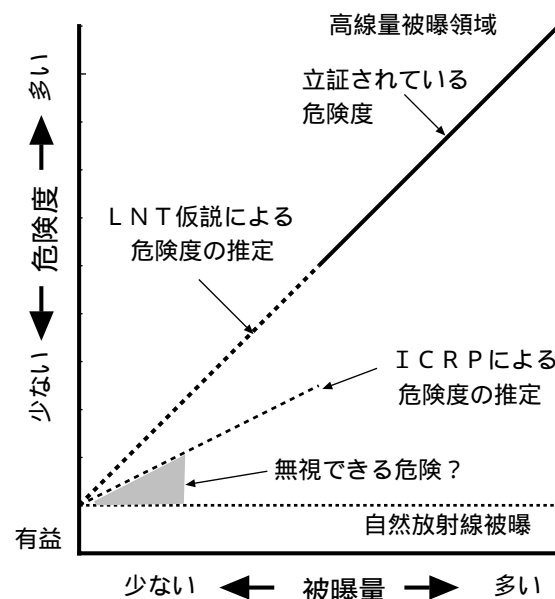 高線量被曝領域
立証されている
危険度
LNT仮説による
危険度の推定
ICRPによる
危険度の推定
無視できる危険?
自然放射線被曝
少ない ← 危険度 → 多い
有益
少ない ← 被曝量 → 多い